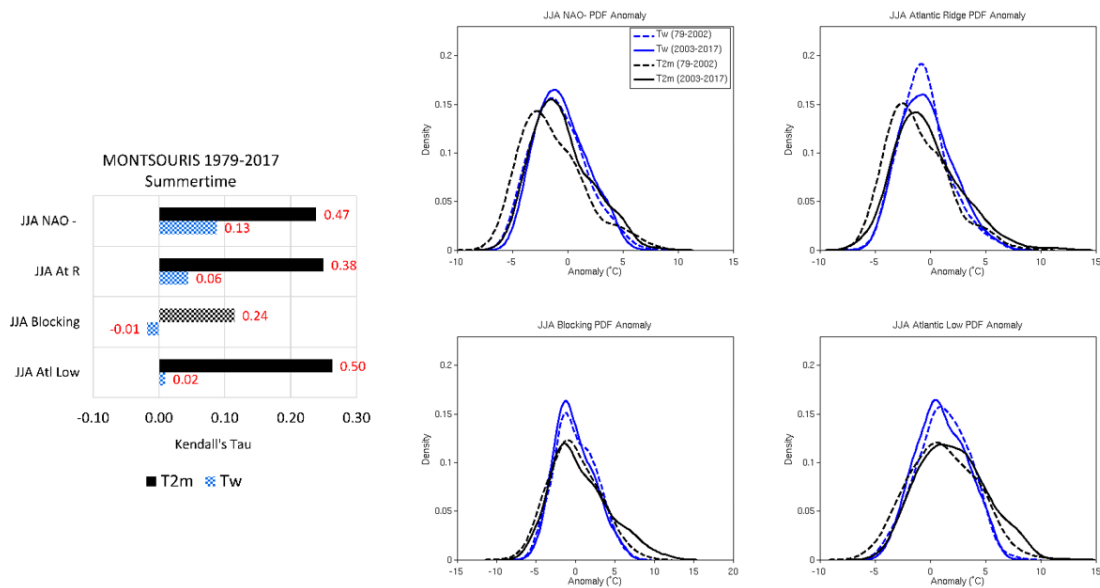 MONTSOURIS 1979-2017
Summertime
JJA NAO -
0.47
0.13
JJA At R
0.38
0.06
JJA Blocking
0.24
-0.01
JJA Atl Low
0.50
0.02
-0.10 0.00 0.10 0.20 0.30
Kendall's Tau
T2m Tw
JJA NAO- PDF Anomaly
Tw (79-2002)
Tw (2003-2017)
T2m (79-2002)
T2m (2003-2017)
0.2
0.15
0.1
0.05
0
Density
-10 -5 0 5 10 15
Anomaly (˚C)
JJA Atlantic Ridge PDF Anomaly
0.2
0.15
0.1
0.05
0
Density
-10 -5 0 5 10 15
Anomaly (˚C)
JJA Blocking PDF Anomaly
0.2
0.15
0.1
0.05
0
Density
-15 -10 -5 0 5 10 15 20
Anomaly (˚C)
JJA Atlantic Low PDF Anomaly
0.2
0.15
0.1
0.05
0
Density
-10 -5 0 5 10 15
Anomaly (˚C)